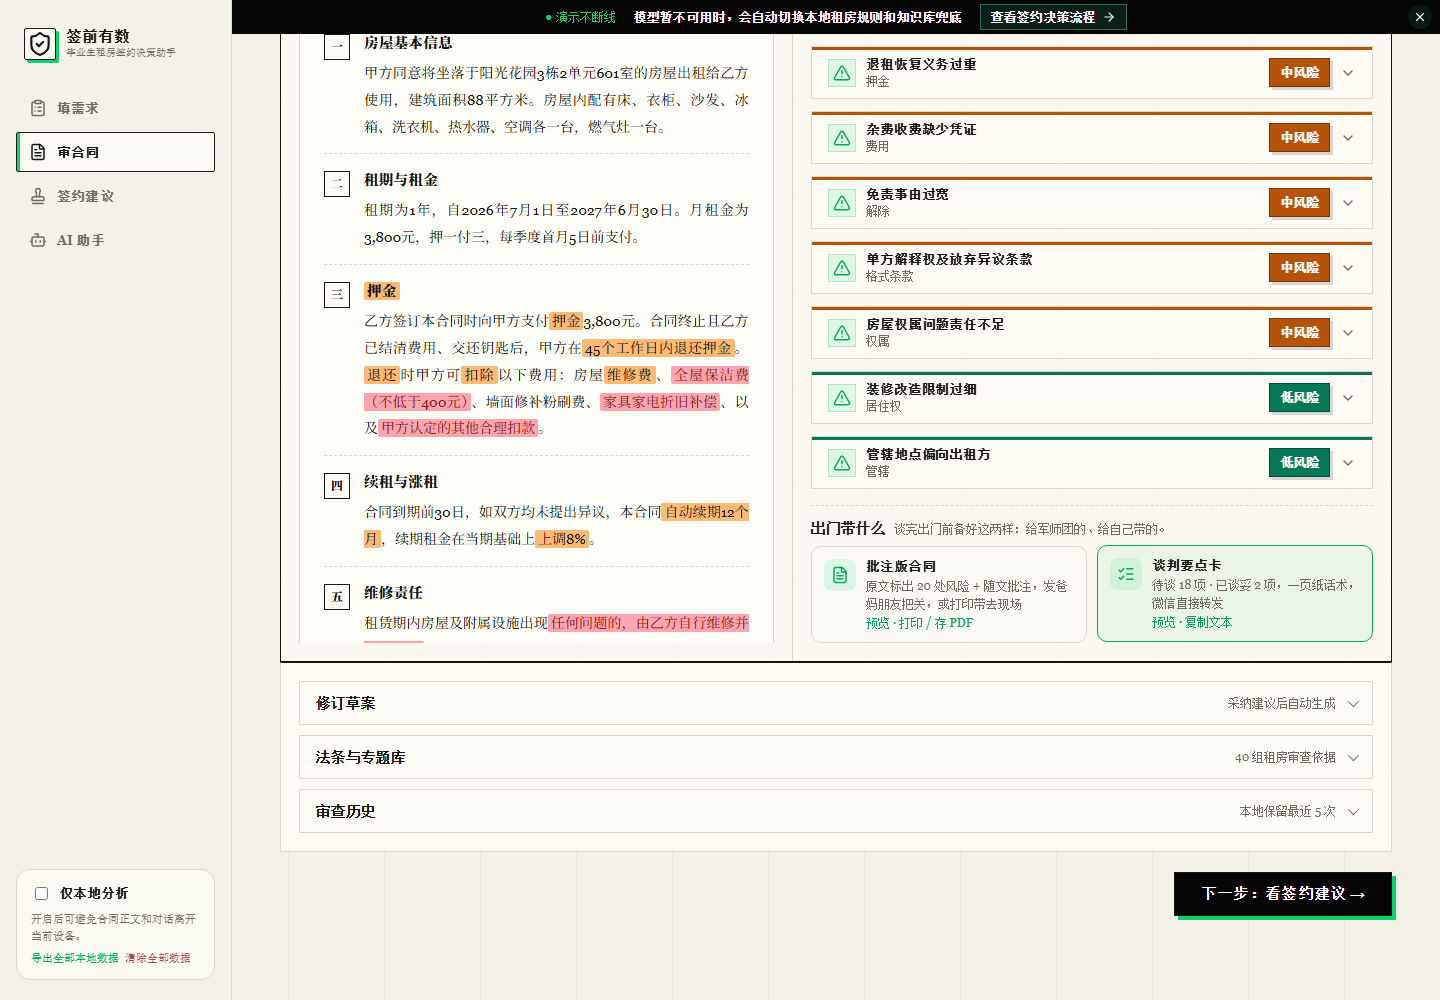 签前有数
毕业生租房签约决策助手
填需求
审合同
签约建议
AI 助手
仅本地分析
开启后可避免合同正文和对话离开
当前设备。
导出全部本地数据 清除全部数据
演示不断线 模型暂不可用时，会自动切换本地租房规则和知识库兜底 查看签约决策流程 →
一 房屋基本信息
甲方同意将坐落于阳光花园3栋2单元601室的房屋出租给乙方
使用，建筑面积88平方米。房屋内配有床、衣柜、沙发、冰
箱、洗衣机、热水器、空调各一台，燃气灶一台。
二 租期与租金
租期为1年，自2026年7月1日至2027年6月30日。月租金为
3,800元，押一付三，每季度首月5日前支付。
三 押金
乙方签订本合同时向甲方支付押金3,800元。合同终止且乙方
已结清费用、交还钥匙后，甲方在45个工作日内退还押金。
退还时甲方可扣除以下费用：房屋维修费、全屋保洁费
（不低于400元）、墙面修补粉刷费、家具家电折旧补偿、以
及甲方认定的其他合理扣款。
四 续租与涨租
合同到期前30日，如双方均未提出异议，本合同自动续期12个
月，续期租金在当期基础上上调8%。
五 维修责任
租赁期内房屋及附属设施出现任何问题的，由乙方自行维修并
退租恢复义务过重
押金
中风险
杂费收费缺少凭证
费用
中风险
免责事由过宽
解除
中风险
单方解释权及放弃异议条款
格式条款
中风险
房屋权属问题责任不足
权属
中风险
装修改造限制过细
居住权
低风险
管辖地点偏向出租方
管辖
低风险
出门带什么 谈完出门前备好这两样：给军师团的、给自己带的。
批注版合同
原文标出 20 处风险 + 随文批注，发爸
妈朋友把关，或打印带去现场
预览 · 打印 / 存 PDF
谈判要点卡
待谈 18 项 · 已谈妥 2 项，一页纸话术，
微信直接转发
预览 · 复制文本
修订草案 采纳建议后自动生成
法条与专题库 40 组租房审查依据
审查历史 本地保留最近 5 次
下一步：看签约建议 →